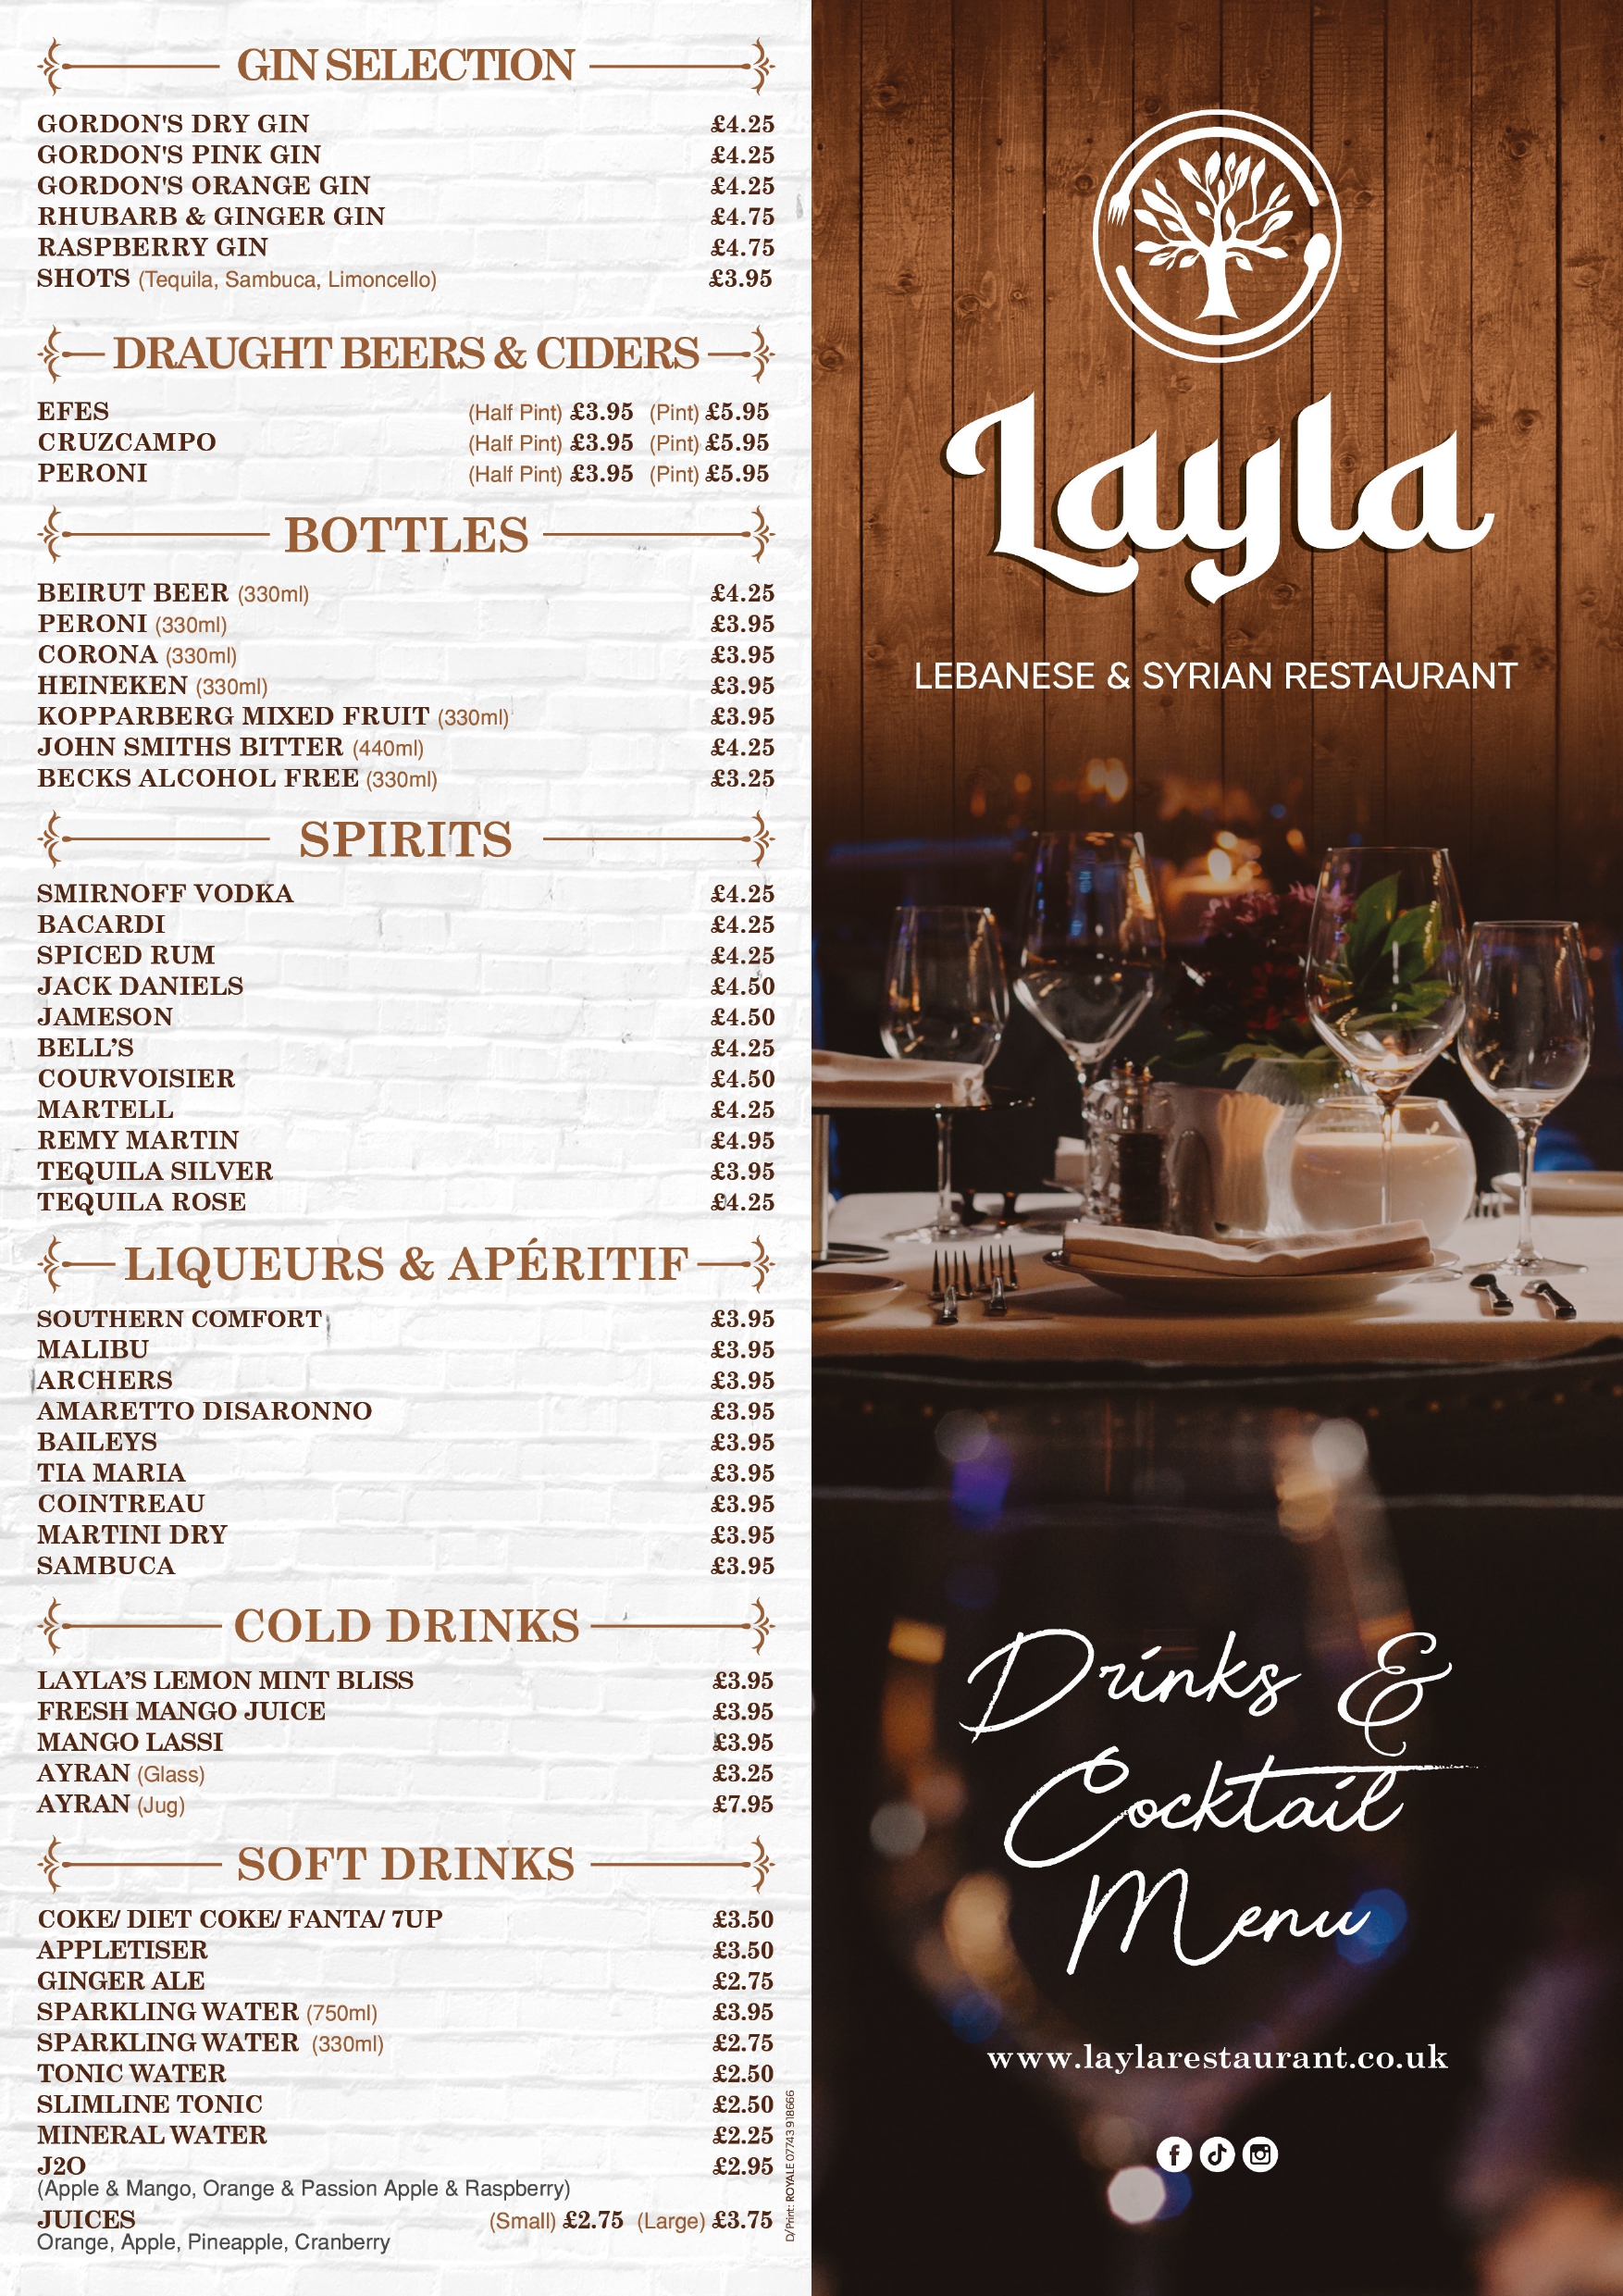 GIN SELECTION
GORDON'S DRY GIN £4.25
GORDON'S PINK GIN £4.25
GORDON'S ORANGE GIN £4.25
RHUBARB & GINGER GIN £4.75
RASPBERRY GIN £4.75
SHOTS (Tequila, Sambuca, Limoncello) £3.95
DRAUGHT BEERS & CIDERS
EFES (Half Pint) £3.95 (Pint) £5.95
CRUZCAMPO (Half Pint) £3.95 (Pint) £5.95
PERONI (Half Pint) £3.95 (Pint) £5.95
BOTTLES
BEIRUT BEER (330ml) £4.25
PERONI (330ml) £3.95
CORONA (330ml) £3.95
HEINEKEN (330ml) £3.95
KOPPARBERG MIXED FRUIT (330ml) £3.95
JOHN SMITHS BITTER (440ml) £4.25
BECKS ALCOHOL FREE (330ml) £3.25
SPIRITS
SMIRNOFF VODKA £4.25
BACARDI £4.25
SPICED RUM £4.25
JACK DANIELS £4.50
JAMESON £4.50
BELL’S £4.25
COURVOISIER £4.50
MARTELL £4.25
REMY MARTIN £4.95
TEQUILA SILVER £3.95
TEQUILA ROSE £4.25
LIQUEURS & APÉRITIF
SOUTHERN COMFORT £3.95
MALIBU £3.95
ARCHERS £3.95
AMARETTO DISARONNO £3.95
BAILEYS £3.95
TIA MARIA £3.95
COINTREAU £3.95
MARTINI DRY £3.95
SAMBUCA £3.95
COLD DRINKS
LAYLA’S LEMON MINT BLISS £3.95
FRESH MANGO JUICE £3.95
MANGO LASSI £3.95
AYRAN (Glass) £3.25
AYRAN (Jug) £7.95
SOFT DRINKS
COKE/ DIET COKE/ FANTA/ 7UP £3.50
APPLETISER £3.50
GINGER ALE £2.75
SPARKLING WATER (750ml) £3.95
SPARKLING WATER (330ml) £2.75
TONIC WATER £2.50
SLIMLINE TONIC £2.50
MINERAL WATER £2.25
J2O £2.95
(Apple & Mango, Orange & Passion Apple & Raspberry)
JUICES (Small) £2.75 (Large) £3.75
Orange, Apple, Pineapple, Cranberry
D/Print: ROYALE 07743 918666
Layla
LEBANESE & SYRIAN RESTAURANT
Drinks &
Cocktail
Menu
www.laylarestaurant.co.uk